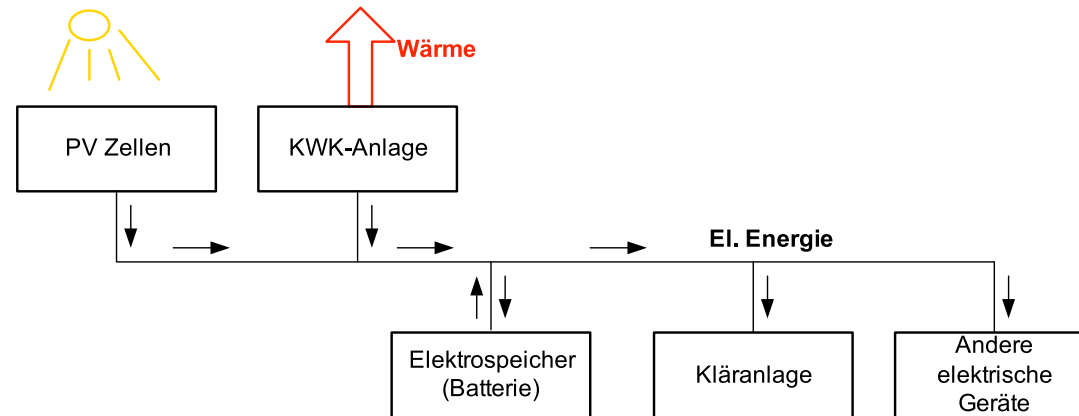 Wärme
PV Zellen
KWK-Anlage
El. Energie
Elektrospeicher
(Batterie)
Kläranlage
Andere
elektrische
Geräte